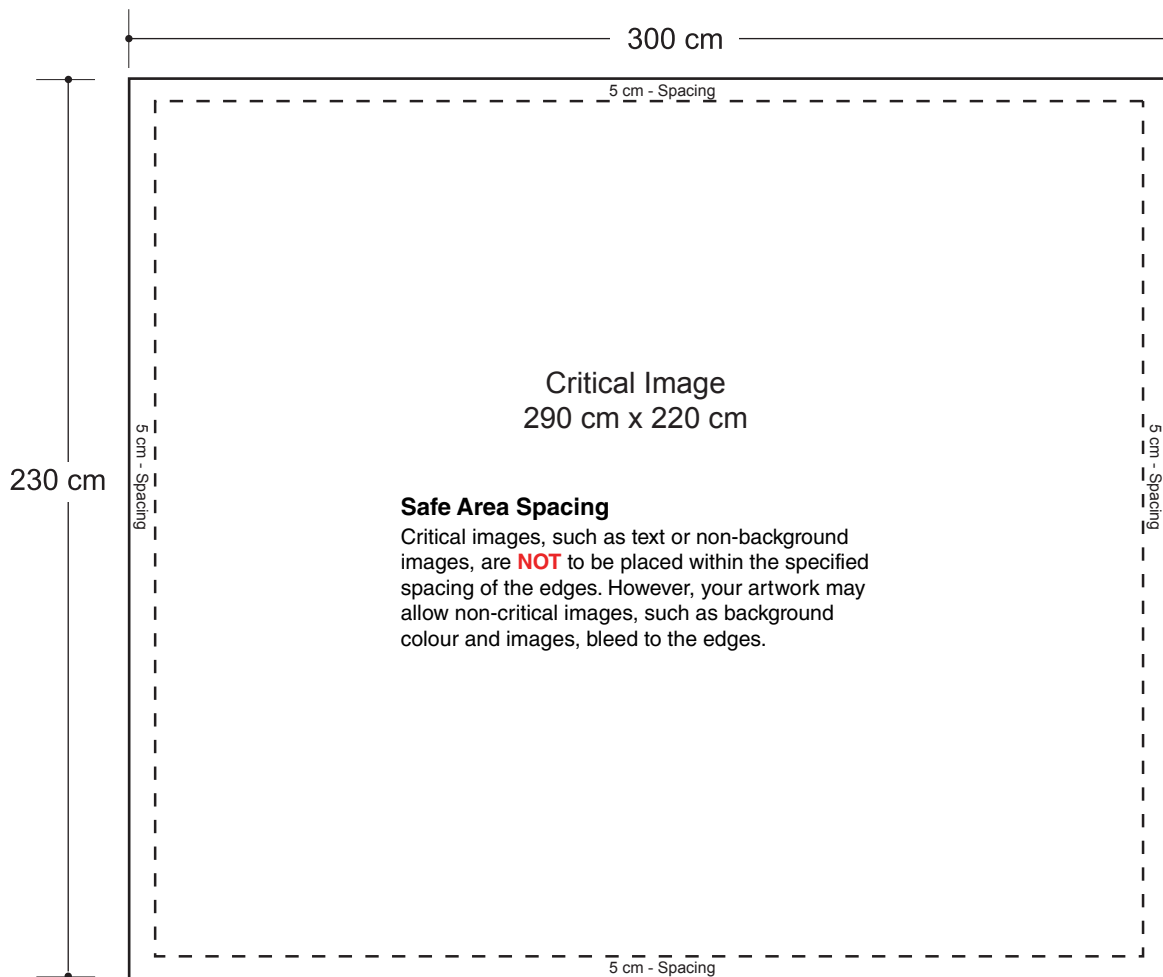 300 cm
5 cm - Spacing
Critical Image
290 cm x 220 cm
5 cm - Spacing
5 cm - Spacing
230 cm
Safe Area Spacing
Critical images, such as text or non-background
images, are NOT to be placed within the specified
spacing of the edges. However, your artwork may
allow non-critical images, such as background
colour and images, bleed to the edges.
5 cm - Spacing